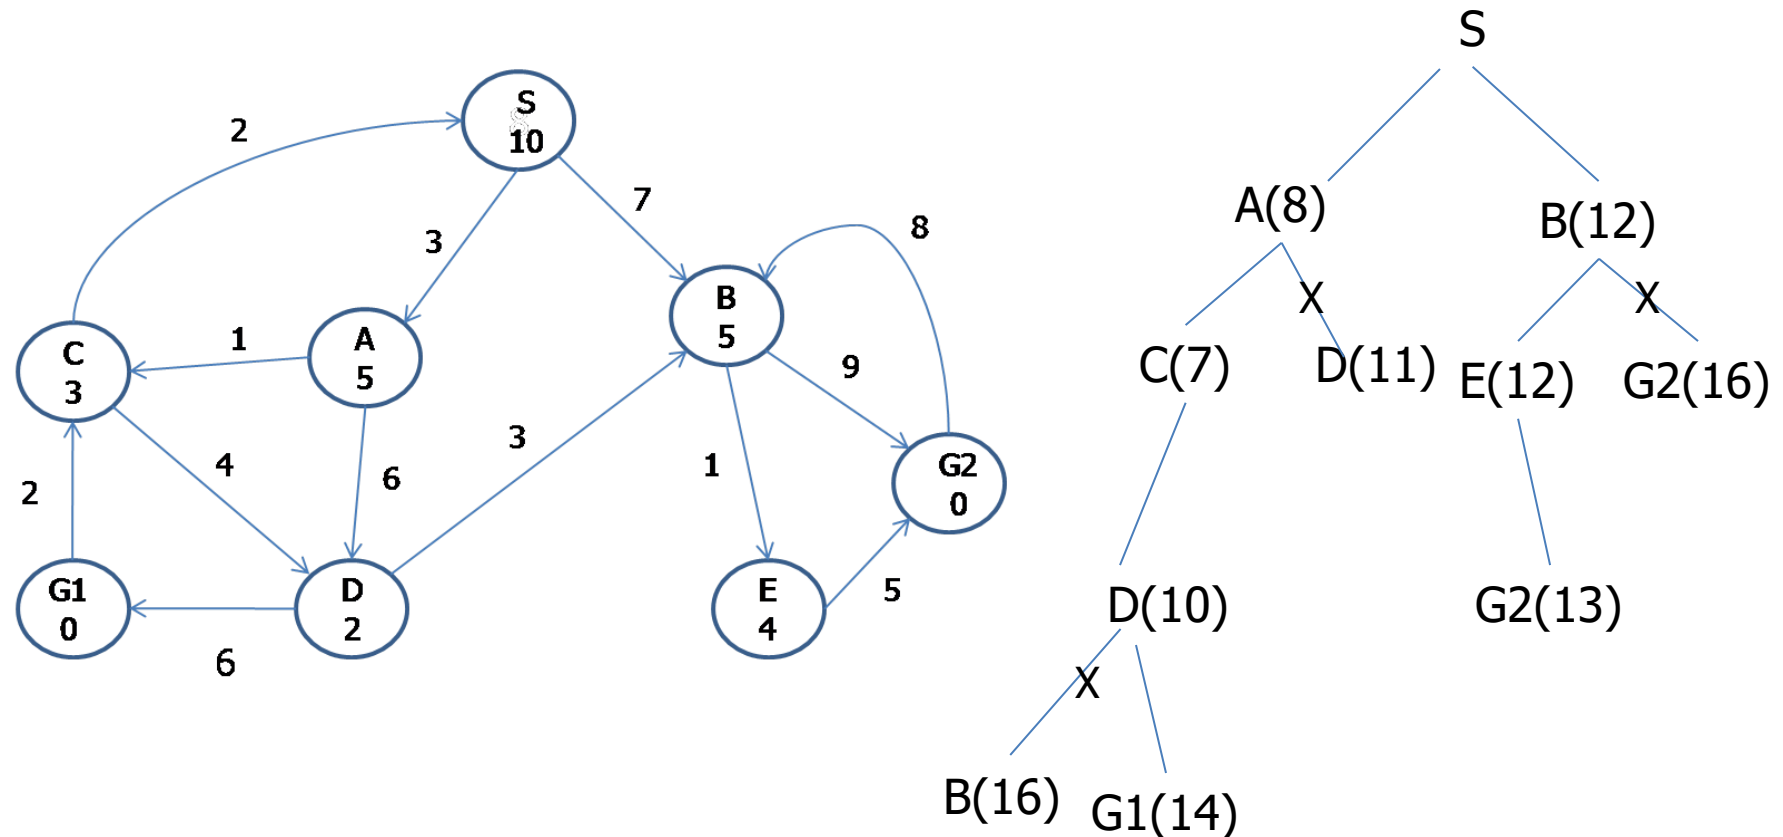 S
10
2
7
3
8
B
5
C
3
1
A
5
9
4
3
1
6
2
G2
0
G1
0
D
2
E
4
5
6
S
A(8)
B(12)
X
X
C(7)
D(11)
E(12)
G2(16)
D(10)
G2(13)
X
B(16)
G1(14)